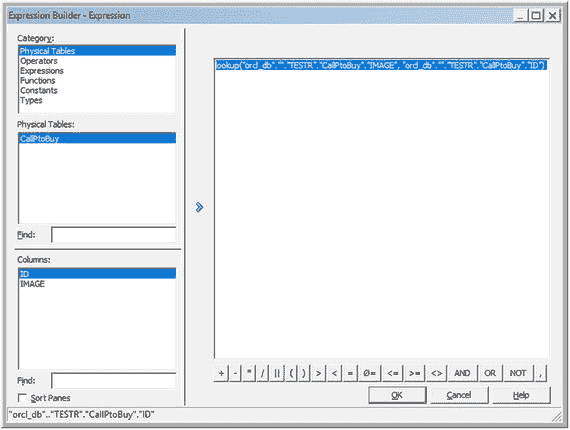 Expression Builder - Expression
Category:
Physical Tables
Operators
Expressions
Functions
Constants
Types
Physical Tables:
CallPtoBuy
Find:
Columns:
ID
IMAGE
Find:
Sort Panes
ookup("orcl_db"."".."TESTR"."CallPtoBuy"."IMAGE", "orcl_db"."".."TESTR"."CallPtoBuy"."ID")
+ - * / || ( ) > < = Ø= <= >= <> AND OR NOT ,
OK Cancel Help
"orcl_db".."TESTR"."CallPtoBuy"."ID"